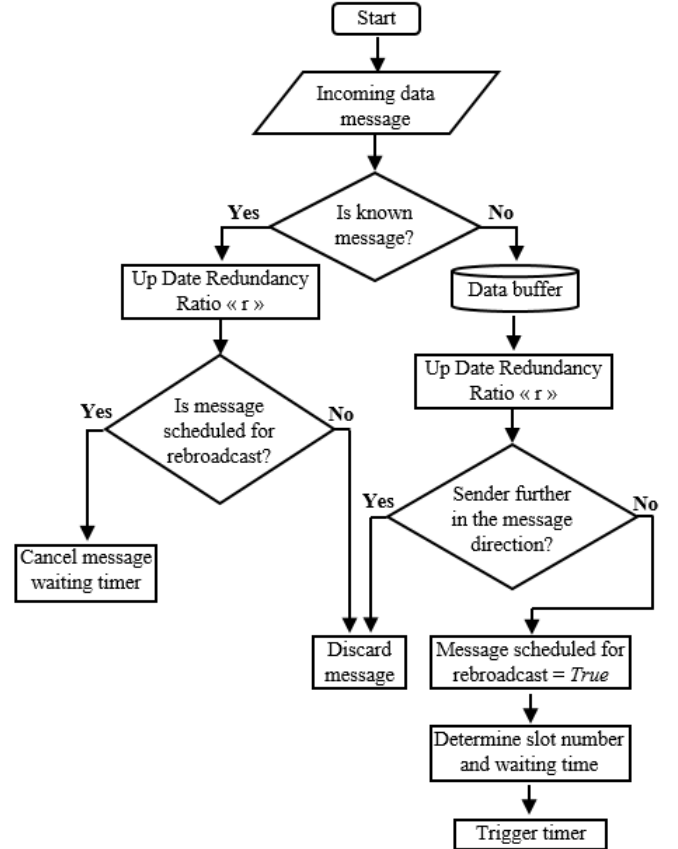 Start
Incoming data
message
Is known
message?
Yes
No
Up Date Redundancy
Ratio « r »
Data buffer
Up Date Redundancy
Ratio « r »
Is message
scheduled for
rebroadcast?
Yes
No
Sender further
in the message
direction?
Yes
No
Cancel message
waiting timer
Discard
message
Message scheduled for
rebroadcast = True
Determine slot number
and waiting time
Trigger timer